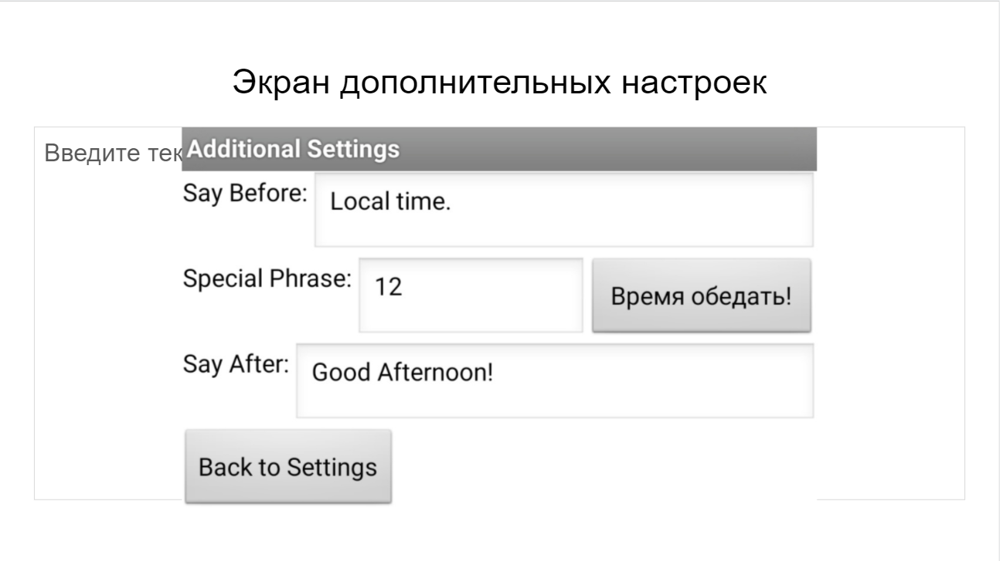 Экран дополнительных настроек
Введите тек
Additional Settings
Say Before: Local time.
Special Phrase: 12 Время обедать!
Say After: Good Afternoon!
Back to Settings